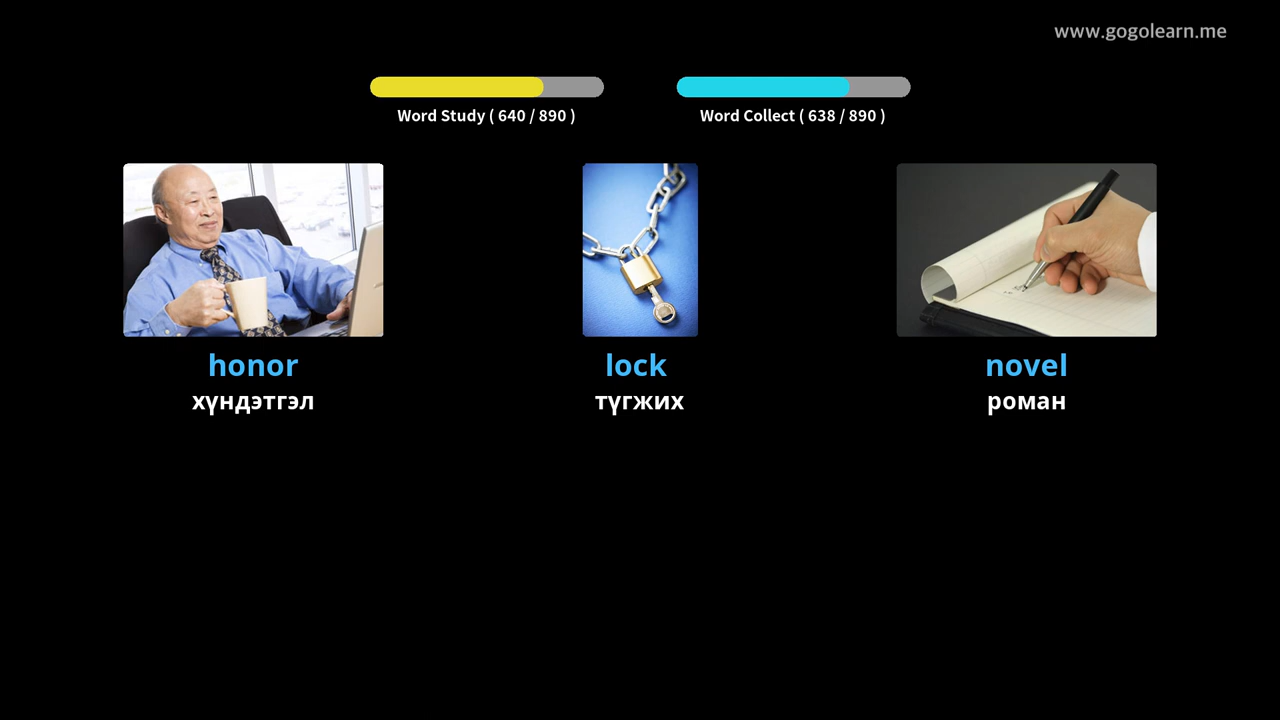 www.gogolearn.me
Word Study ( 640 / 890 )
Word Collect ( 638 / 890 )
honor
хүндэтгэл
lock
түгжих
novel
роман